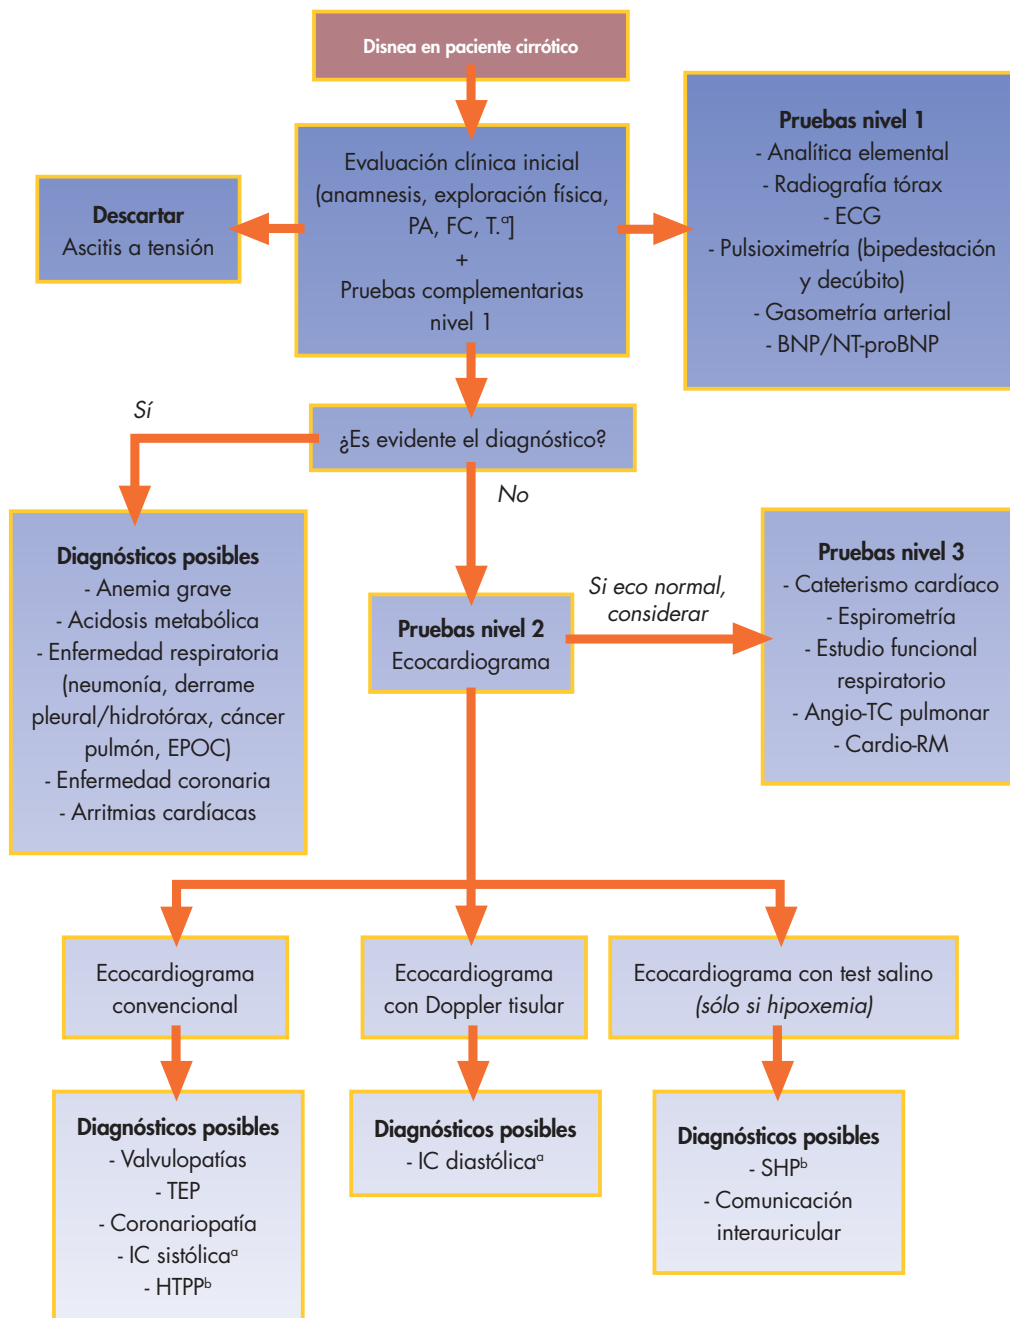 Disnea en paciente cirrótico
Evaluación clínica inicial
(anamnesis, exploración física,
PA, FC, T.ª]
+
Pruebas complementarias
nivel 1
Descartar
Ascitis a tensión
Pruebas nivel 1
- Analítica elemental
- Radiografía tórax
- ECG
- Pulsioximetría (bipedestación
y decúbito)
- Gasometría arterial
- BNP/NT-proBNP
Sí
¿Es evidente el diagnóstico?
No
Diagnósticos posibles
- Anemia grave
- Acidosis metabólica
- Enfermedad respiratoria
(neumonía, derrame
pleural/hidrotórax, cáncer
pulmón, EPOC)
- Enfermedad coronaria
- Arritmias cardíacas
Pruebas nivel 2
Ecocardiograma
Si eco normal,
considerar
Pruebas nivel 3
- Cateterismo cardíaco
- Espirometría
- Estudio funcional
respiratorio
- Angio-TC pulmonar
- Cardio-RM
Ecocardiograma
convencional
Ecocardiograma
con Doppler tisular
Ecocardiograma con test salino
(sólo si hipoxemia)
Diagnósticos posibles
- Valvulopatías
- TEP
- Coronariopatía
- IC sistólicaª
- HTPPᵇ
Diagnósticos posibles
- IC diastólicaª
Diagnósticos posibles
- SHPᵇ
- Comunicación
interauricular